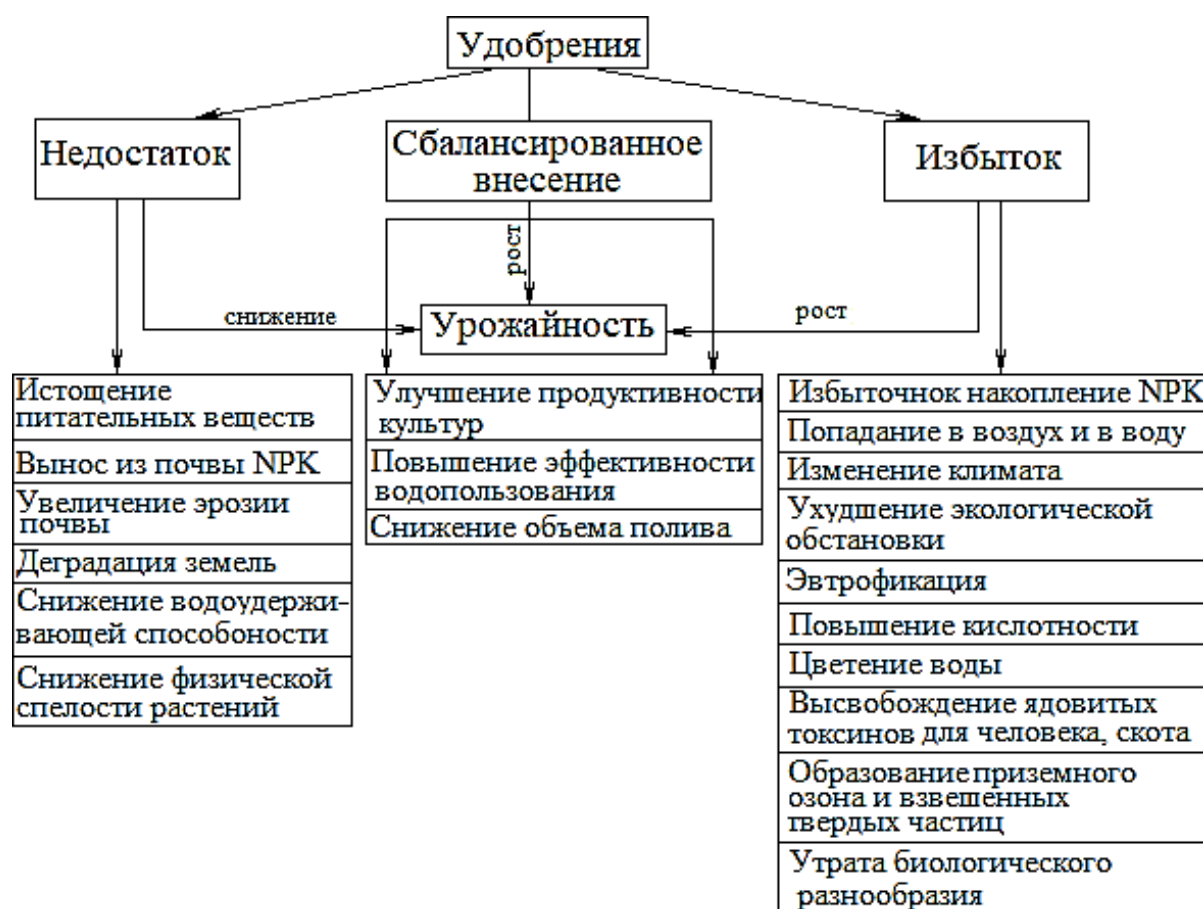 Удобрения
Недостаток
Сбалансированное
внесение
Избыток
рост
снижение
Урожайность
рост
Истощение
питательных веществ
Вынос из почвы NPK
Увеличение эрозии
почвы
Деградация земель
Снижение водоудержи-
вающей способоности
Снижение физической
спелости растений
Улучшение продуктивности
культур
Повышение эффективности
водопользования
Снижение объема полива
Избыточнок накопление NPK
Попадание в воздух и в воду
Изменение климата
Ухудшение экологической
обстановки
Эвтрофикация
Повышение кислотности
Цветение воды
Высвобождение ядовитых
токсинов для человека, скота
Образование приземного
озона и взвешенных
твердых частиц
Утрата биологического
разнообразия